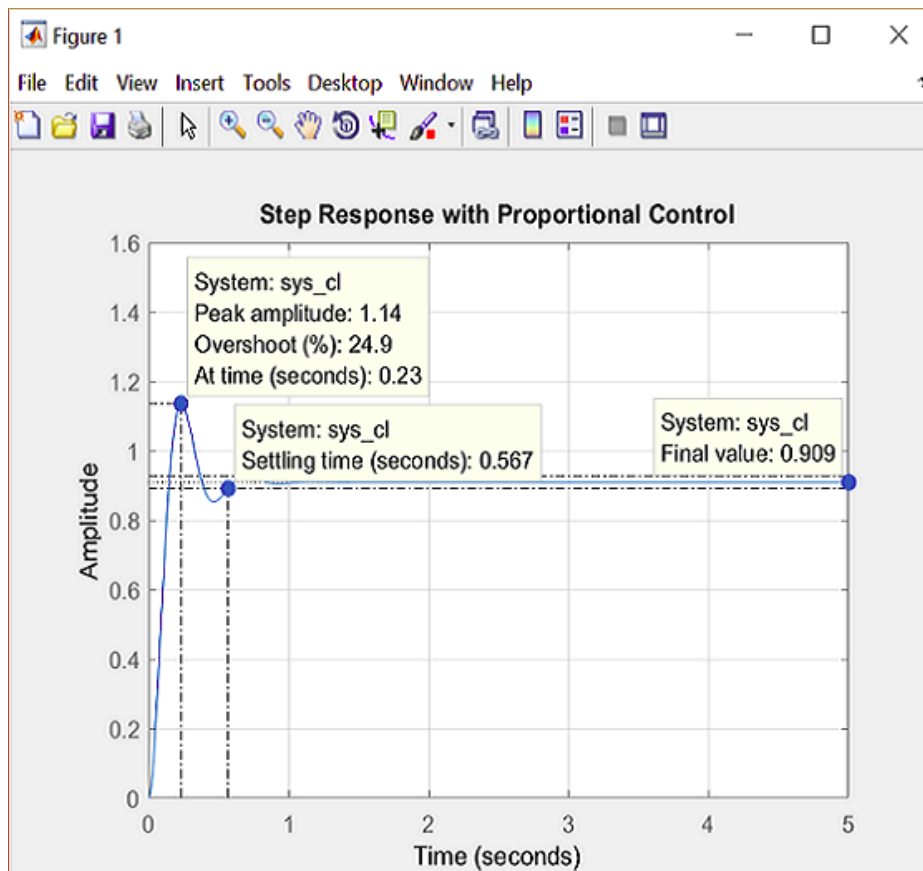 Figure 1
File Edit View Insert Tools Desktop Window Help
Step Response with Proportional Control
1.6
1.4
1.2
1
0.8
0.6
0.4
0.2
0
Amplitude
System: sys_cl
Peak amplitude: 1.14
Overshoot (%): 24.9
At time (seconds): 0.23
System: sys_cl
Settling time (seconds): 0.567
System: sys_cl
Final value: 0.909
0 1 2 3 4 5
Time (seconds)